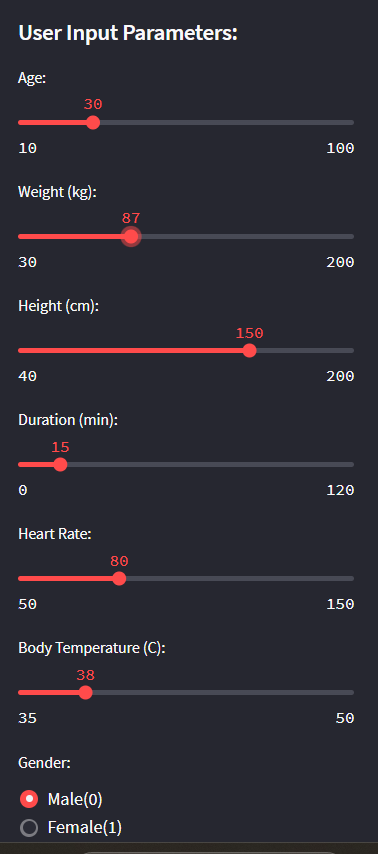 User Input Parameters:
Age:
30
10 100
Weight (kg):
87
30 200
Height (cm):
150
40 200
Duration (min):
15
0 120
Heart Rate:
80
50 150
Body Temperature (C):
38
35 50
Gender:
Male(0)
Female(1)